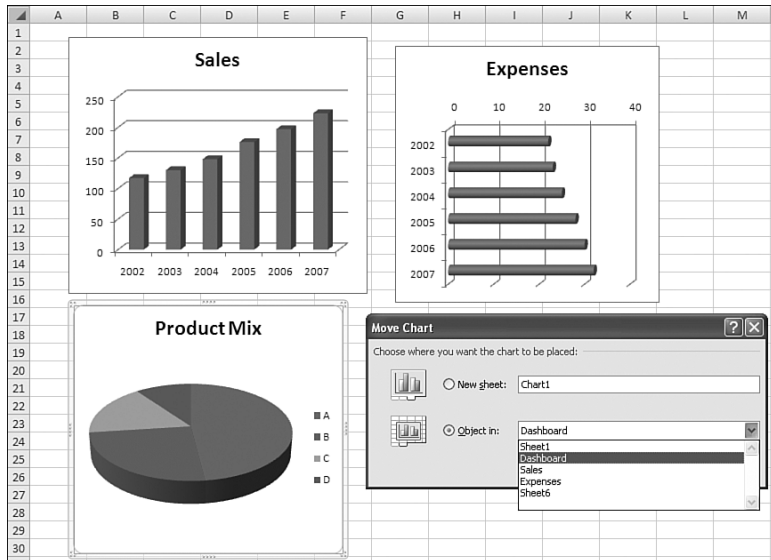 A B C D E F G H I J K L M
1
2
3
4
5
6
7
8
9
10
11
12
13
14
15
16
17
18
19
20
21
22
23
24
25
26
27
28
29
30
Sales
250
200
150
100
50
0
2002 2003 2004 2005 2006 2007
Expenses
0 10 20 30 40
2002
2003
2004
2005
2006
2007
Product Mix
A
B
C
D
Move Chart
Choose where you want the chart to be placed:
New sheet: Chart1
Object in: Dashboard
Sheet1
Dashboard
Sales
Expenses
Sheet6